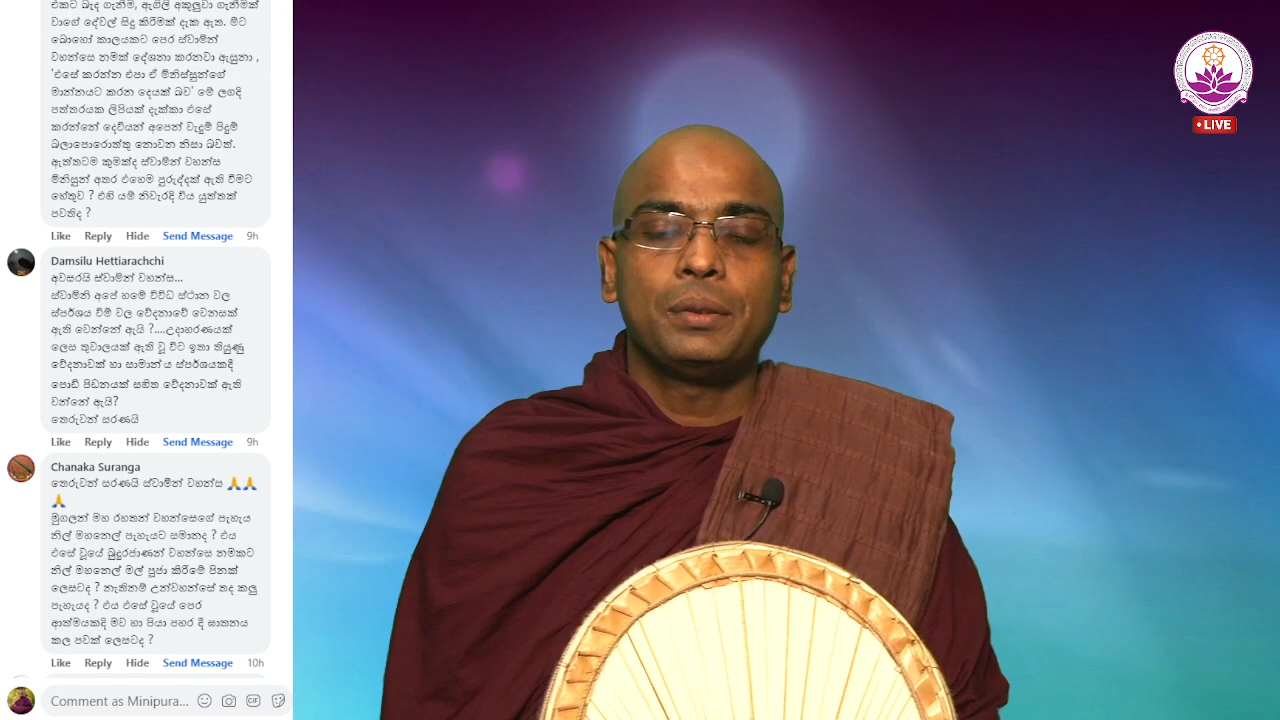 එකට බැඳ ගැනීම, ඇඟිලි අකුලුවා ගැනීමක්
වාගේ දේවල් සිදු කිරීමක් දැක ඇත. මීට
බොහෝ කාලයකට පෙර ස්වාමීන්
වහන්සෙ නමක් දේශනා කරනවා ඇසුනා ,
'එසේ කරන්න එපා ඒ මිනිස්සුන්ගේ
මාන්නයට කරන දෙයක් බව' මේ ලගදි
පත්තරයක ලිපියක් දැක්කා එසේ
කරන්නේ දෙවියන් අපෙන් වැදුම් පිදුම්
බලාපොරොත්තු නොවන නිසා බවත්.
ඇත්තටම කුමක්ද ස්වාමීන් වහන්ස
මිනිසුන් අතර එහෙම පුරුද්දක් ඇති වීමට
හේතුව ? එහි යම් නිවැරදි විය යුත්තක්
පවතිද ?
Like Reply Hide Send Message 9h
Damsilu Hettiarachchi
අවසරයි ස්වාමීන් වහන්ස...
ස්වාමිනි අපේ හමේ විවිධ ස්ථාන වල
ස්පර්ශය වීම් වල වේදනාවේ වෙනසක්
ඇති වෙන්නේ ඇයි ?....උදාහරණයක්
ලෙස තුවාලයක් ඇති වූ විට ඉතා තියුණු
වේදනාවක් හා සාමාන්‍ය ස්පර්ශයකදී
පොඩි පීඩනයක් සහිත වේදනාවක් ඇති
වන්නේ ඇයි?
තෙරුවන් සරණයි
Like Reply Hide Send Message 9h
Chanaka Suranga
තෙරුවන් සරණයි ස්වාමීන් වහන්ස 🙏🙏
🙏
මුගලන් මහ රහතන් වහන්සෙගේ පැහැය
නිල් මහනෙල් පැහැයට සමානද ? එය
එසේ වූයේ බුදුරජාණන් වහන්සෙ නමකට
නිල් මහනෙල් මල් පූජා කිරීමේ පිනක්
ලෙසටද ? නැතිනම් උන්වහන්සේ තද කලු
පැහැයද ? එය එසේ වූයේ පෙර
ආත්මයකදි මව හා පියා පහර දී ඝාතනය
කල පවක් ලෙසටද ?
Like Reply Hide Send Message 10h
Comment as Minipura...
GIF
LIVE